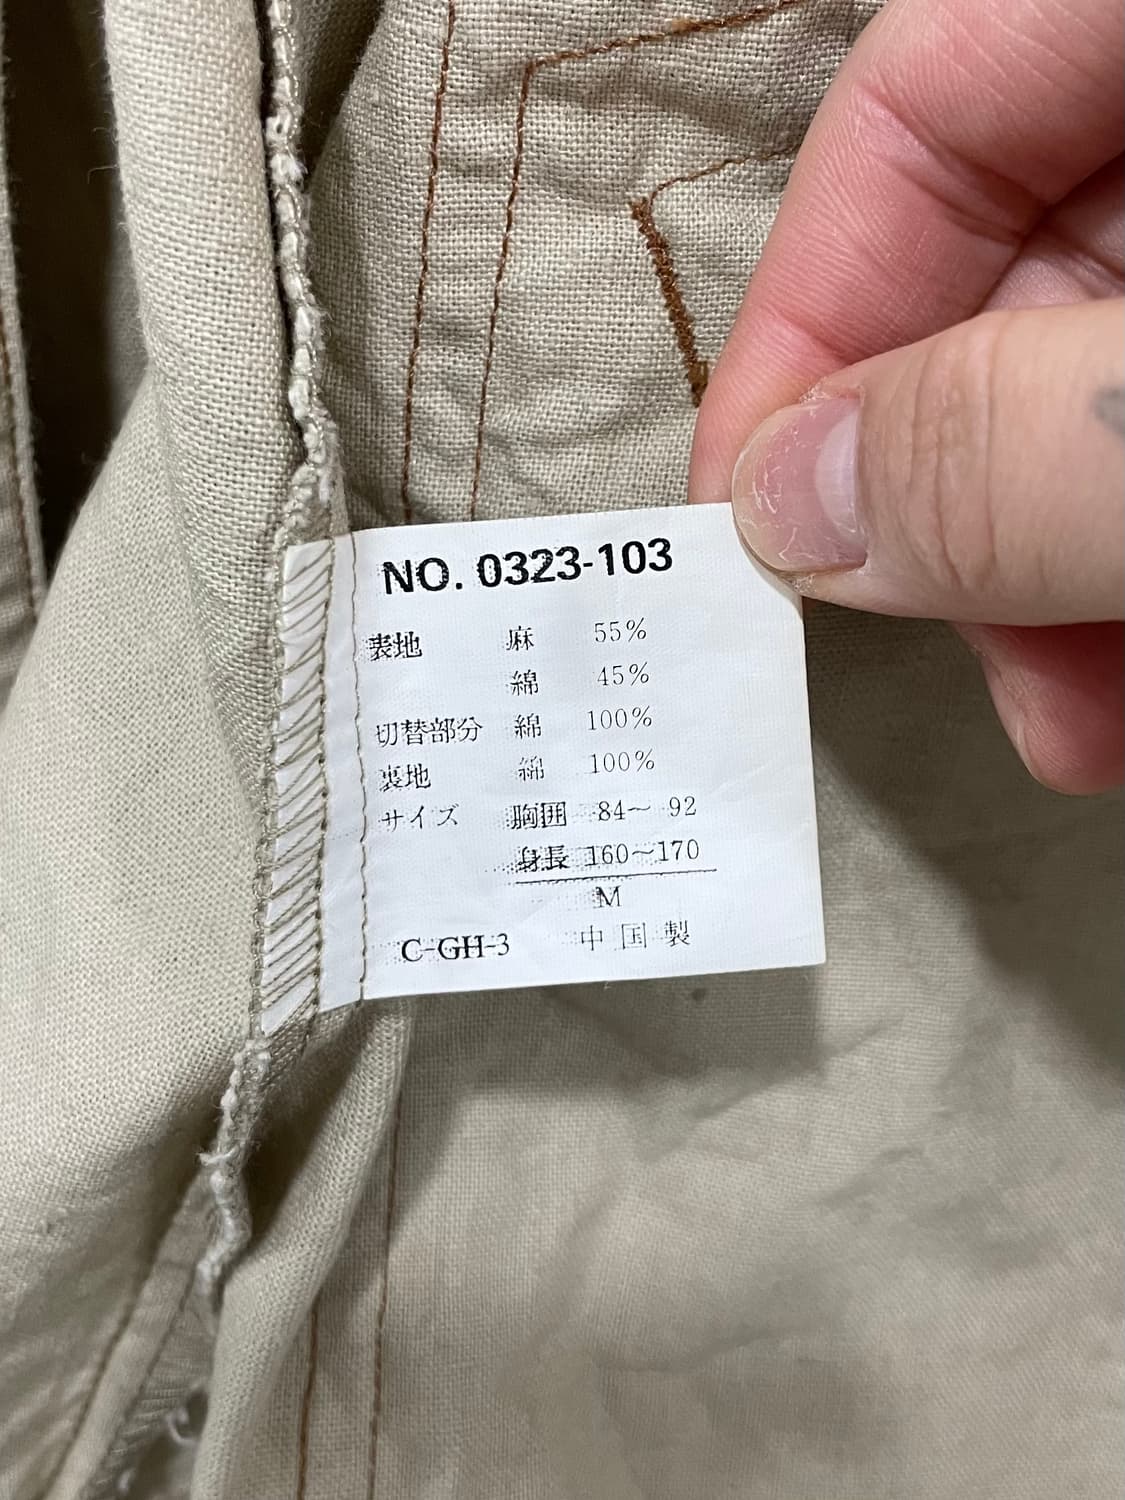 NO. 0323-103
表地 麻 55%
綿 45%
切替部分 綿 100%
裏地 綿 100%
サイズ 胸囲 84〜 92
身長 160〜170
M
C-GH-3 中国製